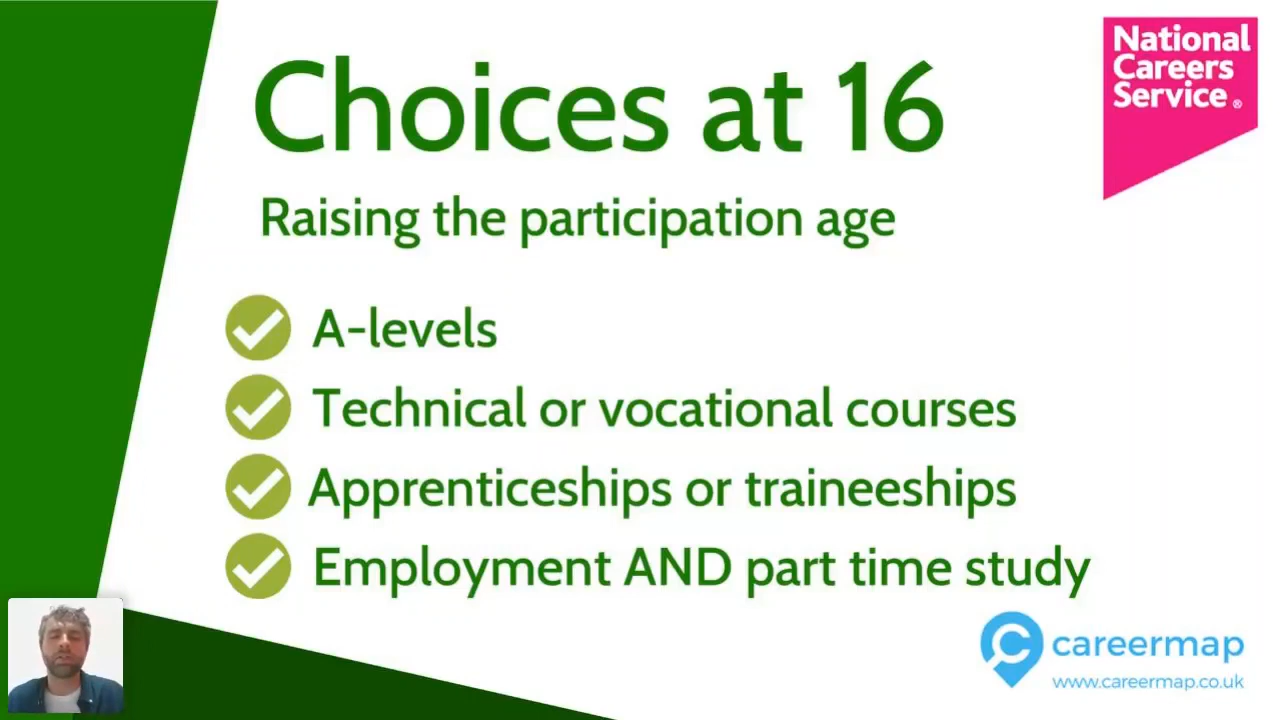 Choices at 16
Raising the participation age
A-levels
Technical or vocational courses
Apprenticeships or traineeships
Employment AND part time study
National
Careers
Service ®
careermap
www.careermap.co.uk